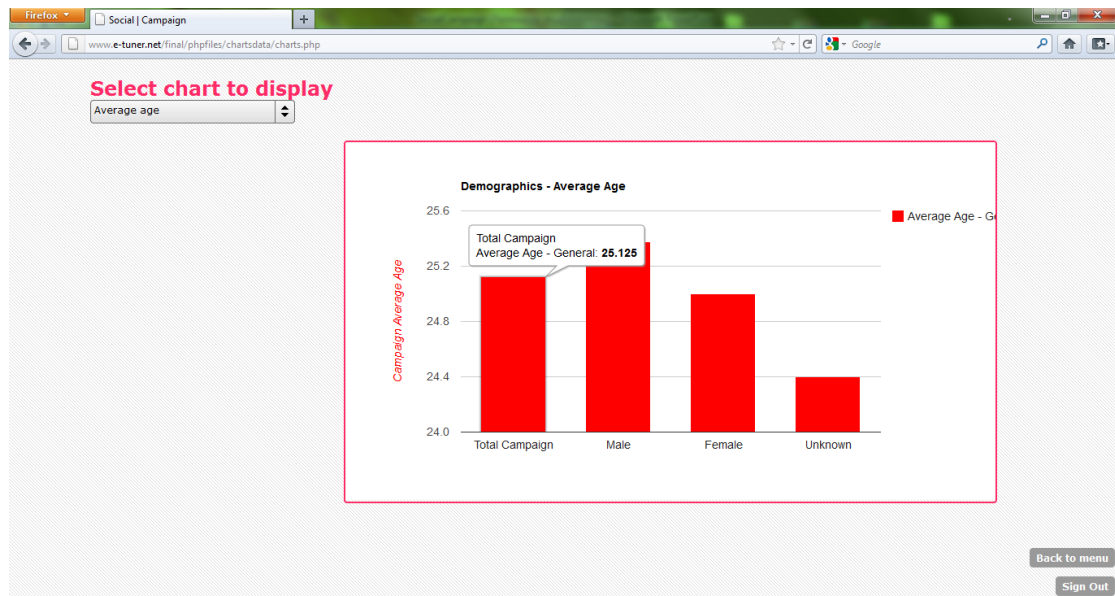 Firefox
Social | Campaign
+
www.e-tuner.net/final/phpfiles/chartsdata/charts.php
Google
Select chart to display
Average age
Demographics - Average Age
25.6
25.2
24.8
24.4
24.0
Campaign Average Age
Total Campaign
Average Age - General: 25.125
Average Age - Ge
Total Campaign
Male
Female
Unknown
Back to menu
Sign Out